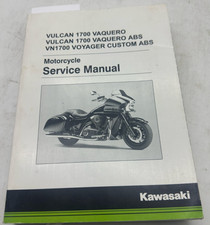 VULCAN 1700 VAQUERO
VULCAN 1700 VAQUERO ABS
VN1700 VOYAGER CUSTOM ABS
Motorcycle
Service Manual
Kawasaki